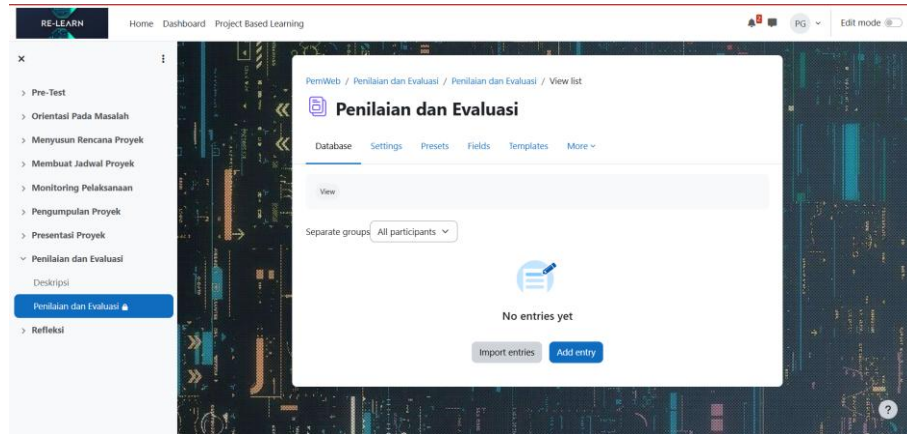 RE-LEARN
Home Dashboard Project Based Learning
2
PG
Edit mode
Pre-Test
Orientasi Pada Masalah
Menyusun Rencana Proyek
Membuat Jadwal Proyek
Monitoring Pelaksanaan
Pengumpulan Proyek
Presentasi Proyek
Penilaian dan Evaluasi
Deskripsi
Penilaian dan Evaluasi
Refleksi
PemWeb / Penilaian dan Evaluasi / Penilaian dan Evaluasi / View list
Penilaian dan Evaluasi
Database Settings Presets Fields Templates More
View
Separate groups All participants
No entries yet
Import entries Add entry
?